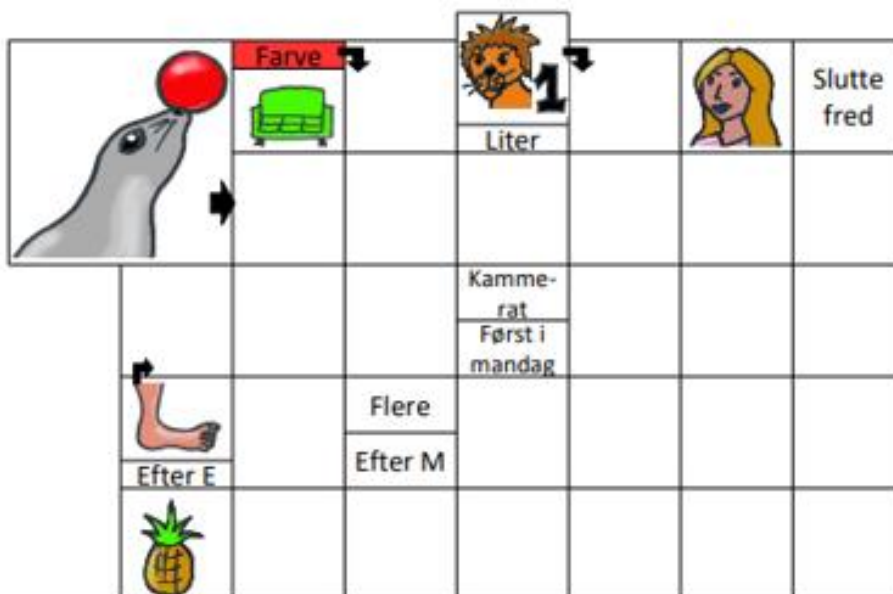 Farve
1
Liter
Slutte
fred
Kamme-
rat
Først i
mandag
Flere
Efter M
Efter E